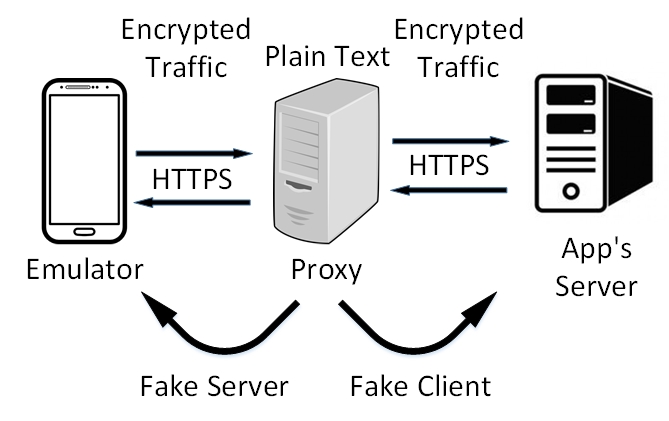 Encrypted
Traffic
Plain Text
Encrypted
Traffic
HTTPS
HTTPS
Emulator
Proxy
App's
Server
Fake Server
Fake Client